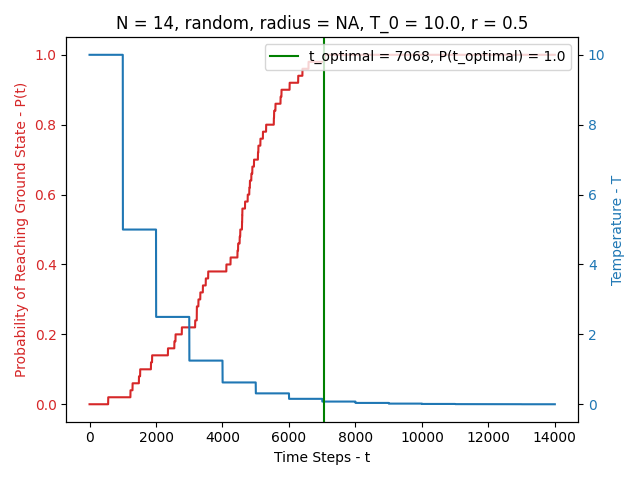 N = 14, random, radius = NA, T_0 = 10.0, r = 0.5
t_optimal = 7068, P(t_optimal) = 1.0
Probability of Reaching Ground State - P(t)
1.0
0.8
0.6
0.4
0.2
0.0
10
8
6
4
2
0
Temperature - T
0 2000 4000 6000 8000 10000 12000 14000
Time Steps - t